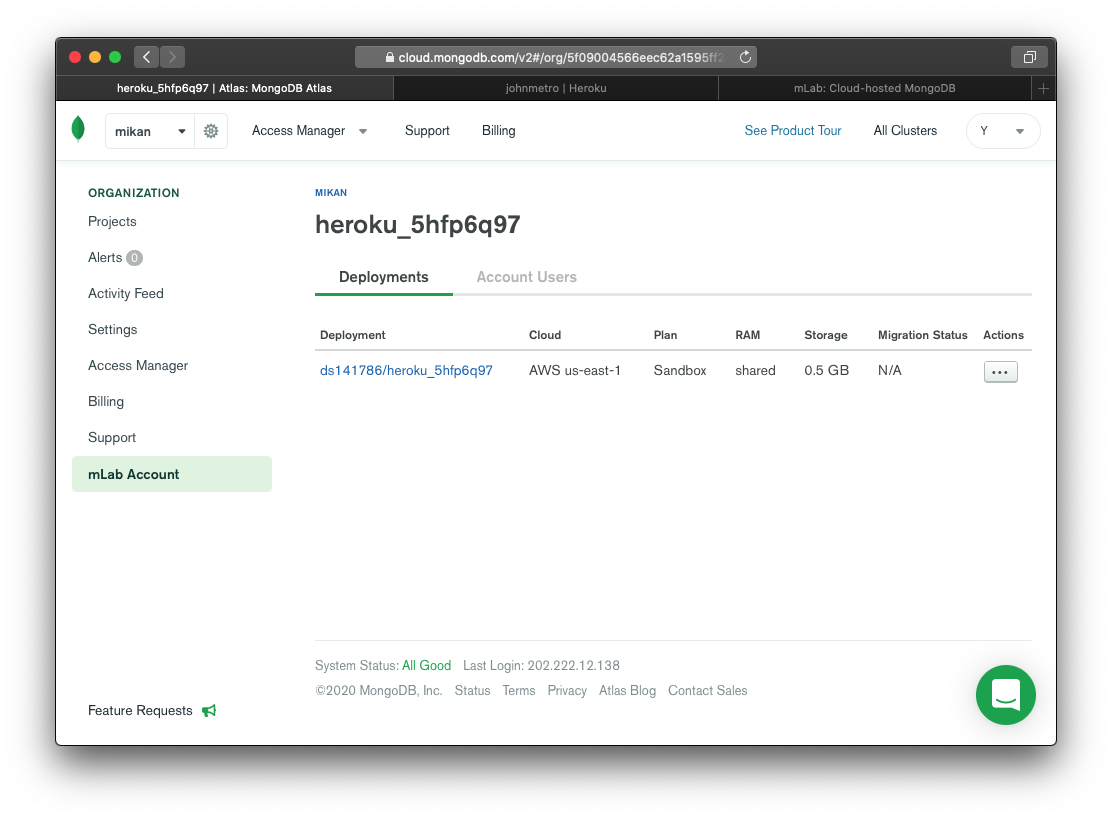 cloud.mongodb.com/v2#/org/5f09004566eec62a1595ff2
heroku_5hfp6q97 | Atlas: MongoDB Atlas
johnmetro | Heroku
mLab: Cloud-hosted MongoDB
mikan
Access Manager
Support
Billing
See Product Tour
All Clusters
Y
ORGANIZATION
Projects
Alerts 0
Activity Feed
Settings
Access Manager
Billing
Support
mLab Account
Feature Requests
MIKAN
heroku_5hfp6q97
Deployments Account Users
Deployment Cloud Plan RAM Storage Migration Status Actions
ds141786/heroku_5hfp6q97 AWS us-east-1 Sandbox shared 0.5 GB N/A ...
System Status: All Good Last Login: 202.222.12.138
©2020 MongoDB, Inc. Status Terms Privacy Atlas Blog Contact Sales